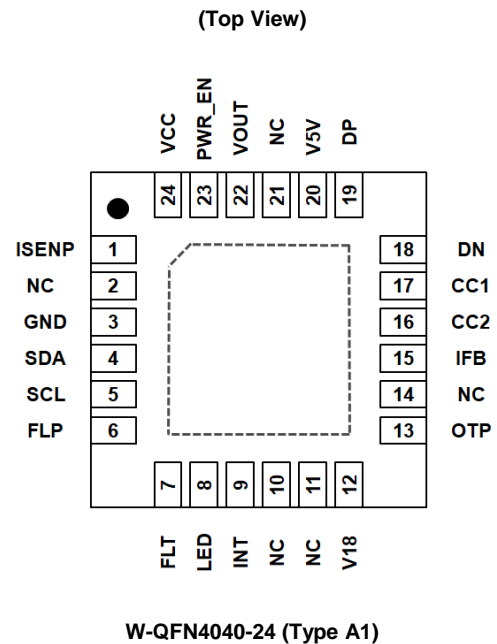 (Top View)
VCC
PWR_EN
VOUT
NC
V5V
DP
24
23
22
21
20
19
ISENP 1
NC 2
GND 3
SDA 4
SCL 5
FLP 6
18 DN
17 CC1
16 CC2
15 IFB
14 NC
13 OTP
7
8
9
10
11
12
FLT
LED
INT
NC
NC
V18
W-QFN4040-24 (Type A1)